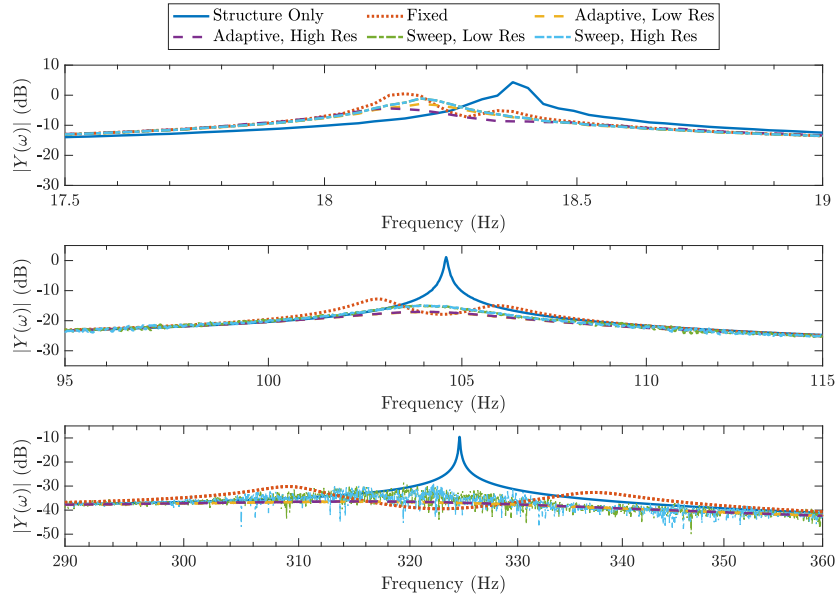 Structure Only Fixed Adaptive, Low Res
Adaptive, High Res Sweep, Low Res Sweep, High Res
10
0
-10
-20
-30
|Y(ω)| (dB)
17.5 18 18.5 19
Frequency (Hz)
0
-10
-20
-30
|Y(ω)| (dB)
95 100 105 110 115
Frequency (Hz)
-10
-20
-30
-40
-50
|Y(ω)| (dB)
290 300 310 320 330 340 350 360
Frequency (Hz)